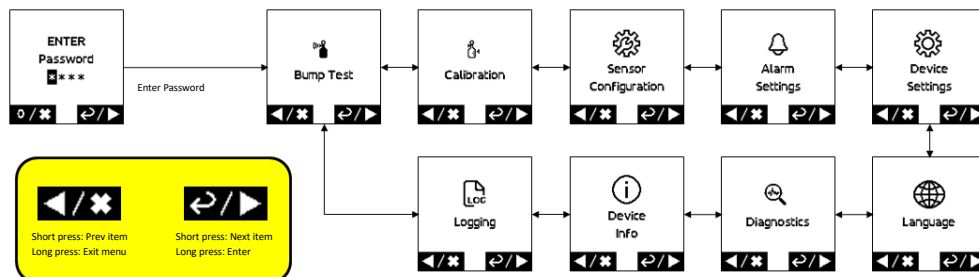 ENTER
Password
****
0/✖ ↩/▶
Enter Password
Bump Test
◀/✖ ↩/▶
Calibration
◀/✖ ↩/▶
Sensor
Configuration
◀/✖ ↩/▶
Alarm
Settings
◀/✖ ↩/▶
Device
Settings
◀/✖ ↩/▶
◀/✖
Short press: Prev item
Long press: Exit menu
↩/▶
Short press: Next item
Long press: Enter
LOG
Logging
◀/✖ ↩/▶
Device
Info
◀/✖ ↩/▶
Diagnostics
◀/✖ ↩/▶
Language
◀/✖ ↩/▶